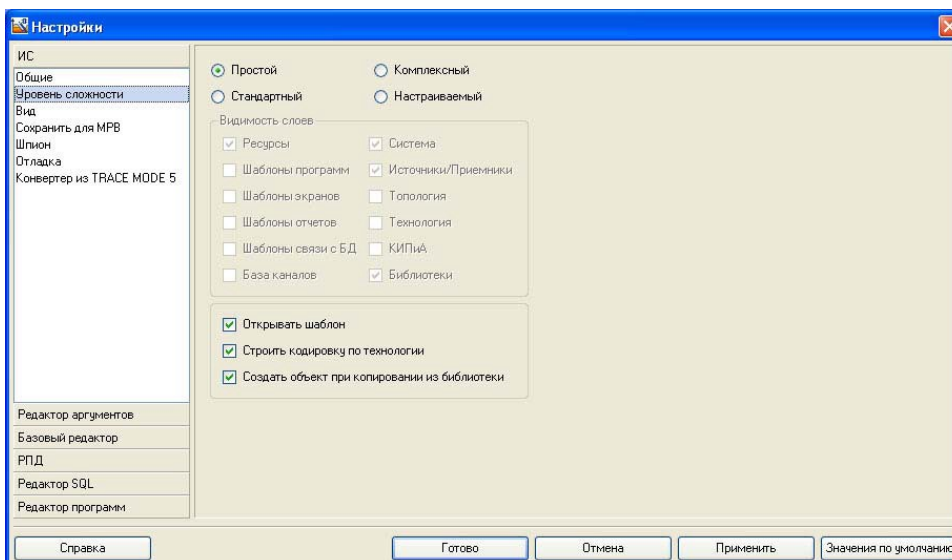 Настройки
ИС
Общие
Уровень сложности
Вид
Сохранить для МРВ
Шпион
Отладка
Конвертер из TRACE MODE 5
Редактор аргументов
Базовый редактор
РПД
Редактор SQL
Редактор программ
Простой Комплексный
Стандартный Настраиваемый
Видимость слоев
Ресурсы Система
Шаблоны программ Источники/Приемники
Шаблоны экранов Топология
Шаблоны отчетов Технология
Шаблоны связи с БД КИПиА
База каналов Библиотеки
Открывать шаблон
Строить кодировку по технологии
Создать объект при копировании из библиотеки
Справка Готово Отмена Применить Значения по умолчанию